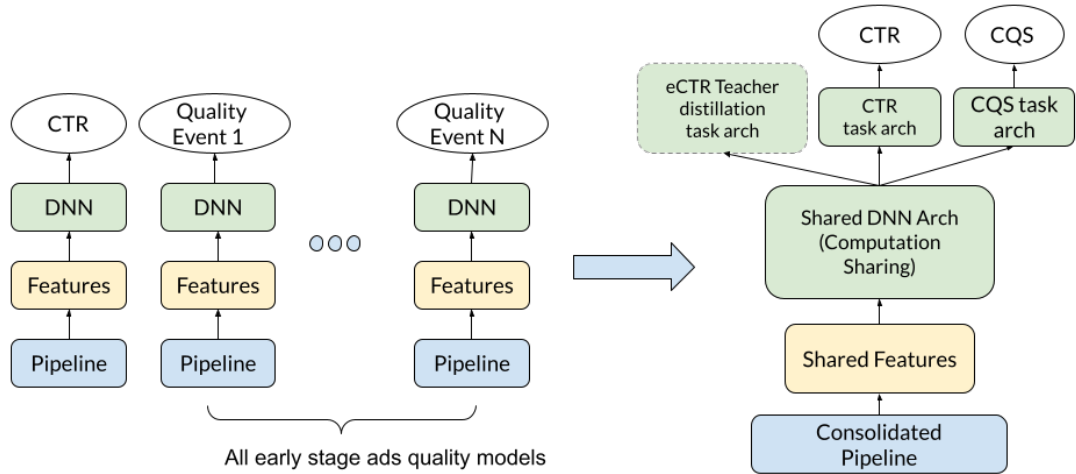 CTR
Quality
Event 1
Quality
Event N
DNN
DNN
DNN
Features
Features
Features
Pipeline
Pipeline
Pipeline
All early stage ads quality models
CTR
CQS
eCTR Teacher
distillation
task arch
CTR
task arch
CQS task
arch
Shared DNN Arch
(Computation
Sharing)
Shared Features
Consolidated
Pipeline